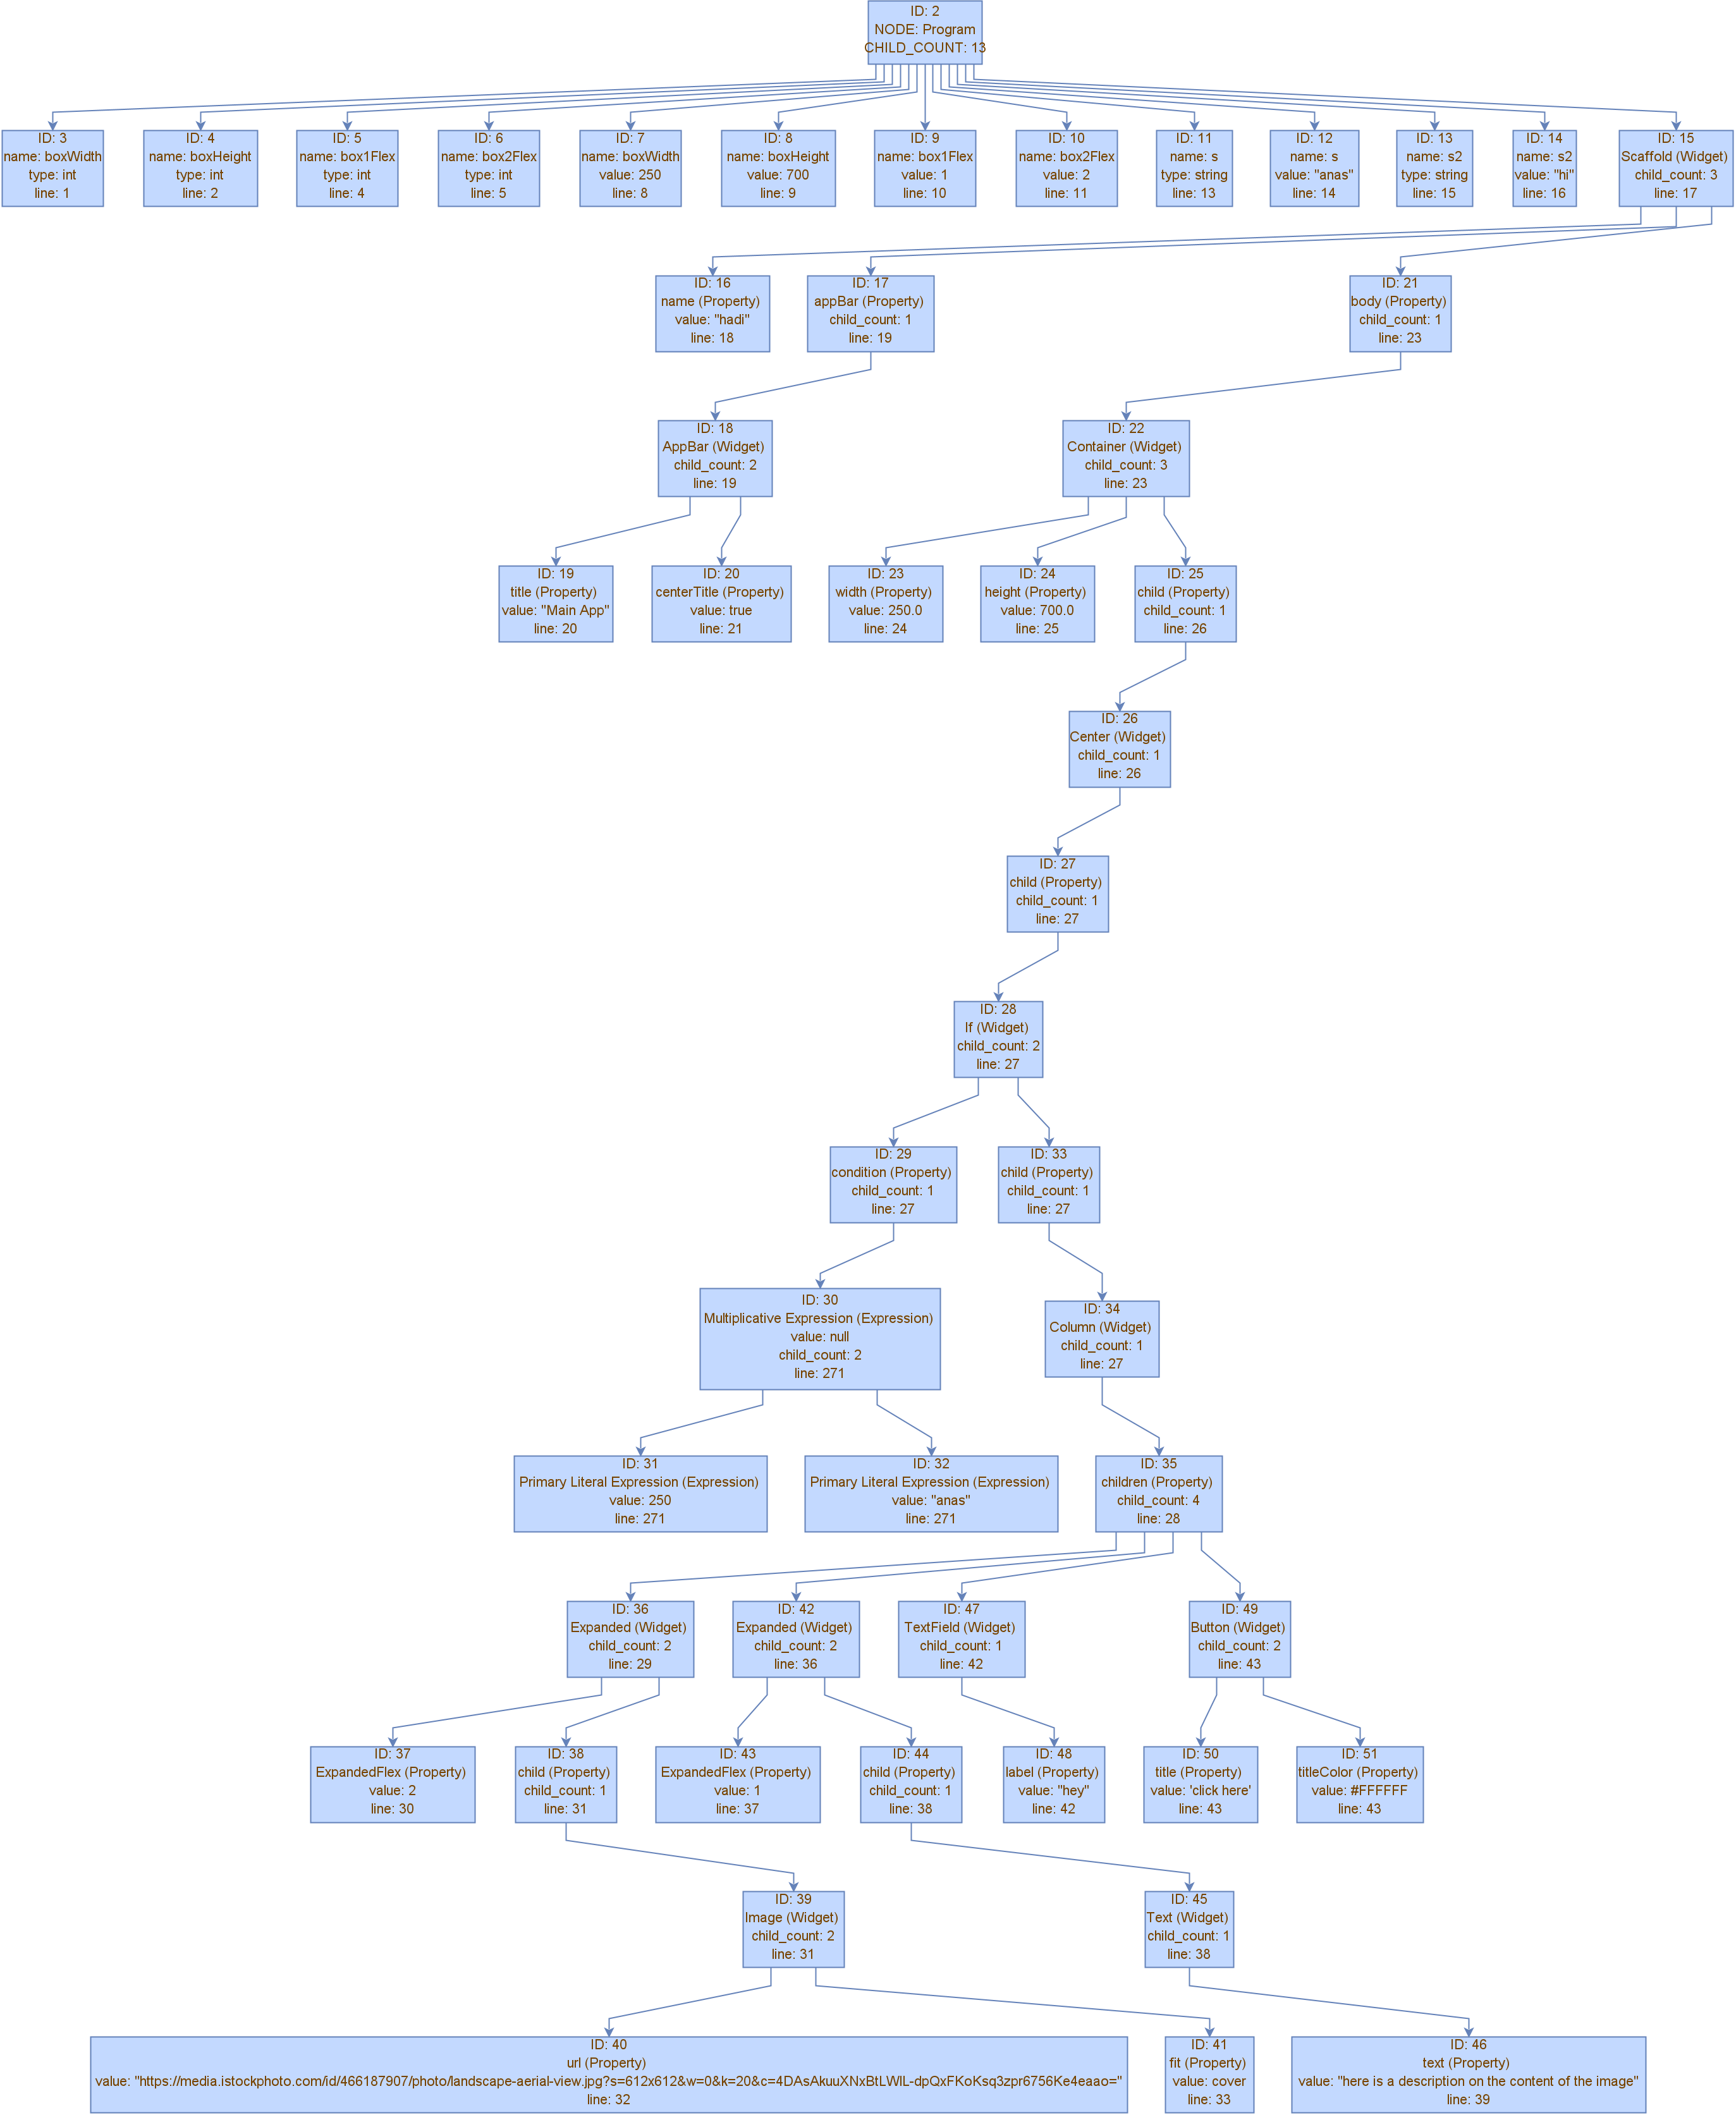 ID: 2
NODE: Program
CHILD_COUNT: 13
ID: 3
name: boxWidth
type: int
line: 1
ID: 4
name: boxHeight
type: int
line: 2
ID: 5
name: box1Flex
type: int
line: 4
ID: 6
name: box2Flex
type: int
line: 5
ID: 7
name: boxWidth
value: 250
line: 8
ID: 8
name: boxHeight
value: 700
line: 9
ID: 9
name: box1Flex
value: 1
line: 10
ID: 10
name: box2Flex
value: 2
line: 11
ID: 11
name: s
type: string
line: 13
ID: 12
name: s
value: "anas"
line: 14
ID: 13
name: s2
type: string
line: 15
ID: 14
name: s2
value: "hi"
line: 16
ID: 15
Scaffold (Widget)
child_count: 3
line: 17
ID: 16
name (Property)
value: "hadi"
line: 18
ID: 17
appBar (Property)
child_count: 1
line: 19
ID: 21
body (Property)
child_count: 1
line: 23
ID: 18
AppBar (Widget)
child_count: 2
line: 19
ID: 22
Container (Widget)
child_count: 3
line: 23
ID: 19
title (Property)
value: "Main App"
line: 20
ID: 20
centerTitle (Property)
value: true
line: 21
ID: 23
width (Property)
value: 250.0
line: 24
ID: 24
height (Property)
value: 700.0
line: 25
ID: 25
child (Property)
child_count: 1
line: 26
ID: 26
Center (Widget)
child_count: 1
line: 26
ID: 27
child (Property)
child_count: 1
line: 27
ID: 28
If (Widget)
child_count: 2
line: 27
ID: 29
condition (Property)
child_count: 1
line: 27
ID: 33
child (Property)
child_count: 1
line: 27
ID: 30
Multiplicative Expression (Expression)
value: null
child_count: 2
line: 271
ID: 34
Column (Widget)
child_count: 1
line: 27
ID: 31
Primary Literal Expression (Expression)
value: 250
line: 271
ID: 32
Primary Literal Expression (Expression)
value: "anas"
line: 271
ID: 35
children (Property)
child_count: 4
line: 28
ID: 36
Expanded (Widget)
child_count: 2
line: 29
ID: 42
Expanded (Widget)
child_count: 2
line: 36
ID: 47
TextField (Widget)
child_count: 1
line: 42
ID: 49
Button (Widget)
child_count: 2
line: 43
ID: 37
ExpandedFlex (Property)
value: 2
line: 30
ID: 38
child (Property)
child_count: 1
line: 31
ID: 43
ExpandedFlex (Property)
value: 1
line: 37
ID: 44
child (Property)
child_count: 1
line: 38
ID: 48
label (Property)
value: "hey"
line: 42
ID: 50
title (Property)
value: 'click here'
line: 43
ID: 51
titleColor (Property)
value: #FFFFFF
line: 43
ID: 39
Image (Widget)
child_count: 2
line: 31
ID: 45
Text (Widget)
child_count: 1
line: 38
ID: 40
url (Property)
value: "https://media.istockphoto.com/id/466187907/photo/landscape-aerial-view.jpg?s=612x612&w=0&k=20&c=4DAsAkuuXNxBtLWlL-dpQxFKoKsq3zpr6756Ke4eaao="
line: 32
ID: 41
fit (Property)
value: cover
line: 33
ID: 46
text (Property)
value: "here is a description on the content of the image"
line: 39